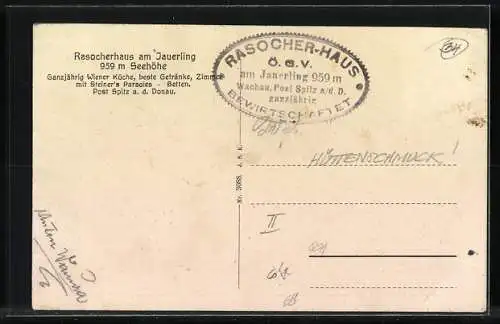 Rasocherhaus am Jauerling
959 m Seehöhe
Ganzjährig Wiener Küche, beste Getränke, Zimmer
mit Steiner's Paradies - Betten.
Post Spitz a. d. Donau.
RASOCHER-HAUS
Ö. G. V.
am Jauerling 959 m
Wachau, Post Spitz a/d. D.
ganzjährig
BEWIRTSCHAFTET
HÜTTENSCHMUCK!
II